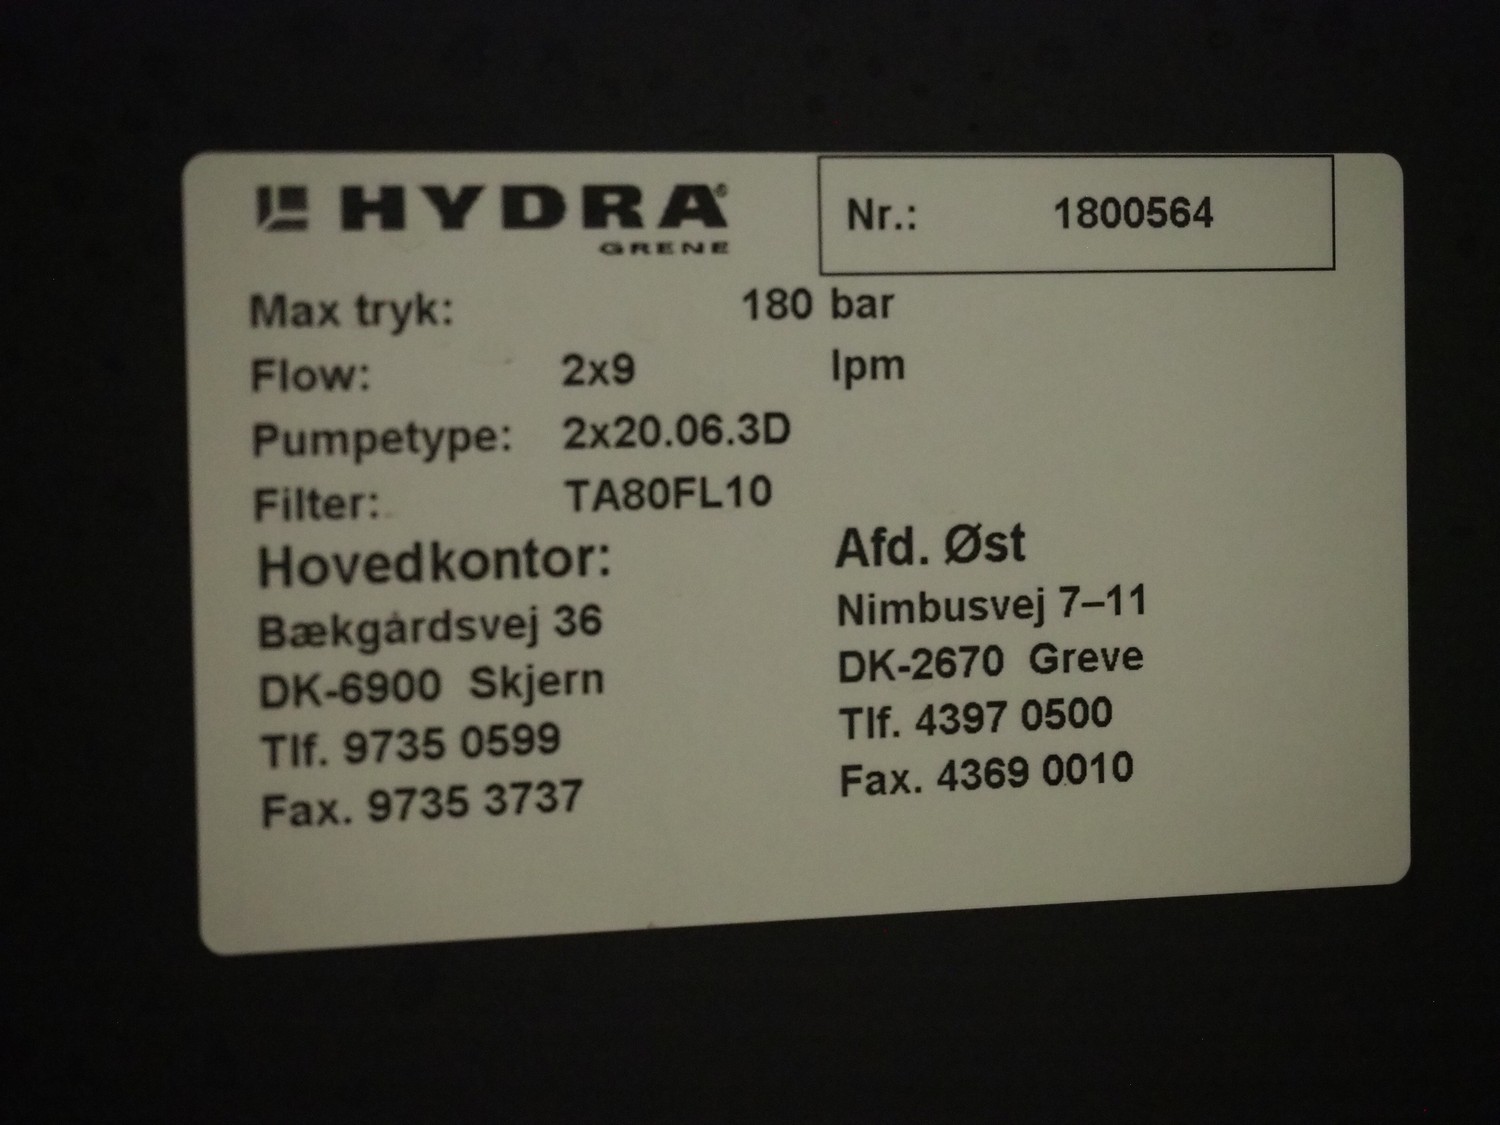 HYDRA®
GRENE
Nr.: 1800564
Max tryk: 180 bar
Flow: 2x9 lpm
Pumpetype: 2x20.06.3D
Filter: TA80FL10
Hovedkontor:
Bækgårdsvej 36
DK-6900 Skjern
Tlf. 9735 0599
Fax. 9735 3737
Afd. Øst
Nimbusvej 7–11
DK-2670 Greve
Tlf. 4397 0500
Fax. 4369 0010